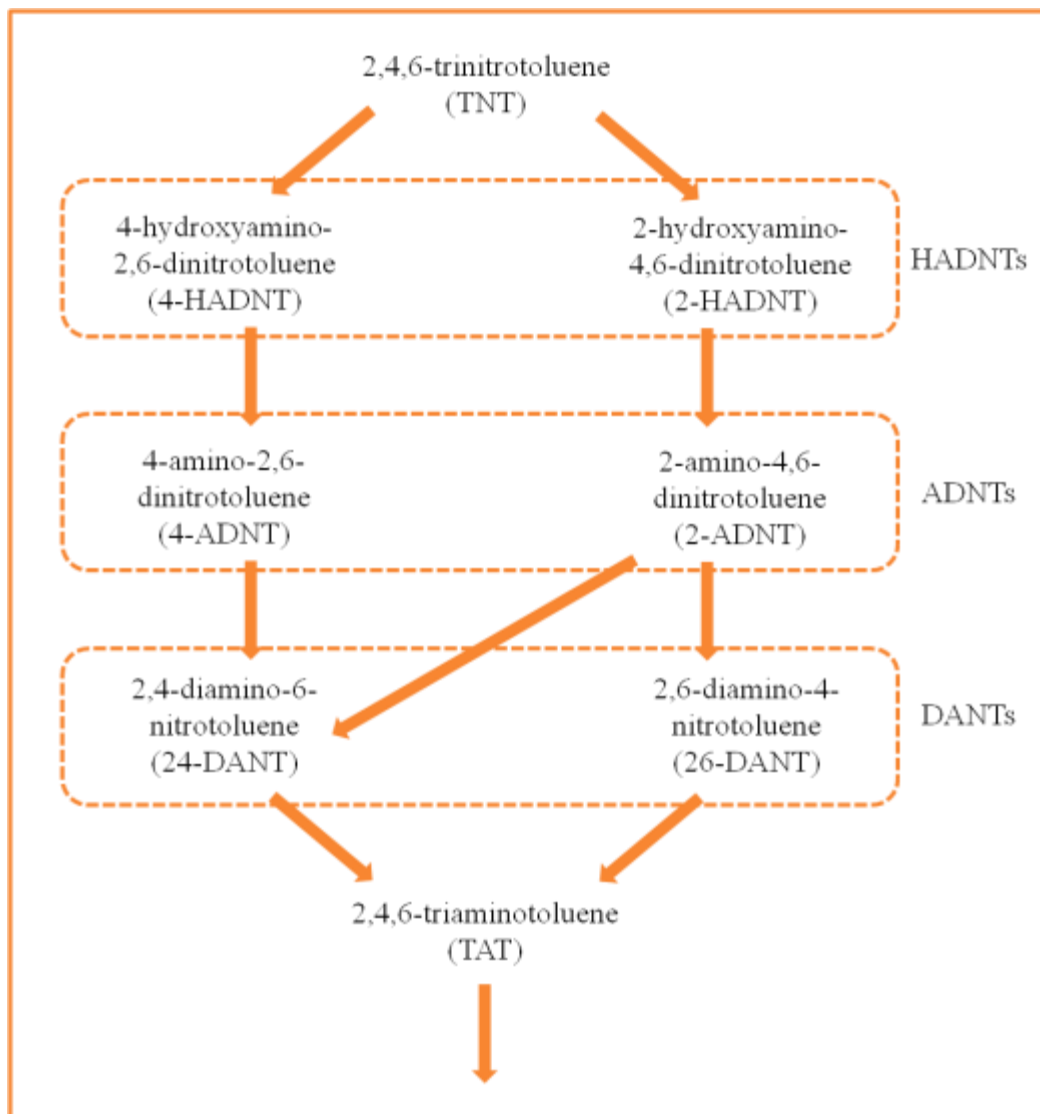 2,4,6-trinitrotoluene
(TNT)
4-hydroxyamino-
2,6-dinitrotoluene
(4-HADNT)
2-hydroxyamino-
4,6-dinitrotoluene
(2-HADNT)
HADNTs
4-amino-2,6-
dinitrotoluene
(4-ADNT)
2-amino-4,6-
dinitrotoluene
(2-ADNT)
ADNTs
2,4-diamino-6-
nitrotoluene
(24-DANT)
2,6-diamino-4-
nitrotoluene
(26-DANT)
DANTs
2,4,6-triaminotoluene
(TAT)